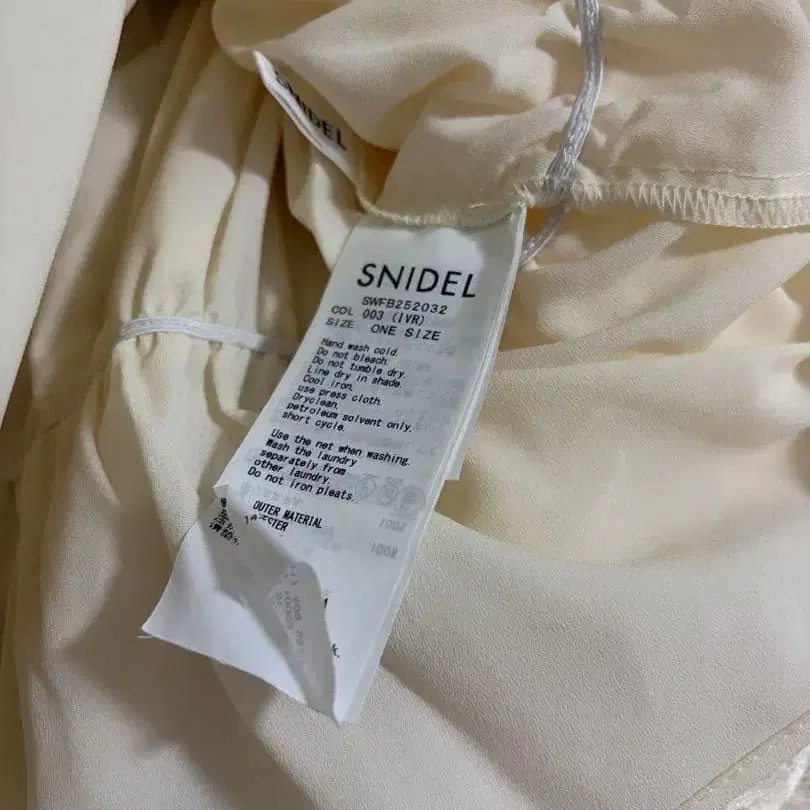 SNIDEL
SNIDEL
SWFB252032
COL 003 (IVR)
SIZE ONE SIZE
Hand wash cold.
Do not bleach.
Do not tumble dry.
Line dry in shade.
Cool iron.
use press cloth.
Dryclean.
petroleum solvent only.
short cycle.
Use the net when washing.
Wash the laundry
separately from
other laundry.
Do not iron pleats.
OUTER MATERIAL
100%
100%